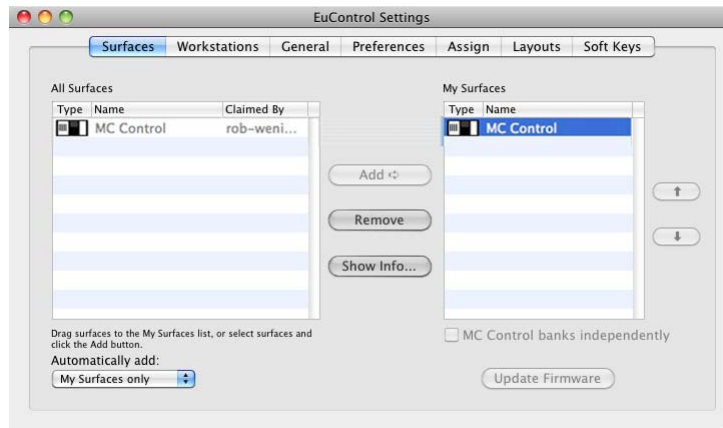 EuControl Settings
Surfaces Workstations General Preferences Assign Layouts Soft Keys
All Surfaces
Type Name Claimed By
MC Control rob-weni...
Add
Remove
Show Info...
My Surfaces
Type Name
MC Control
Drag surfaces to the My Surfaces list, or select surfaces and
click the Add button.
Automatically add:
My Surfaces only
MC Control banks independently
Update Firmware